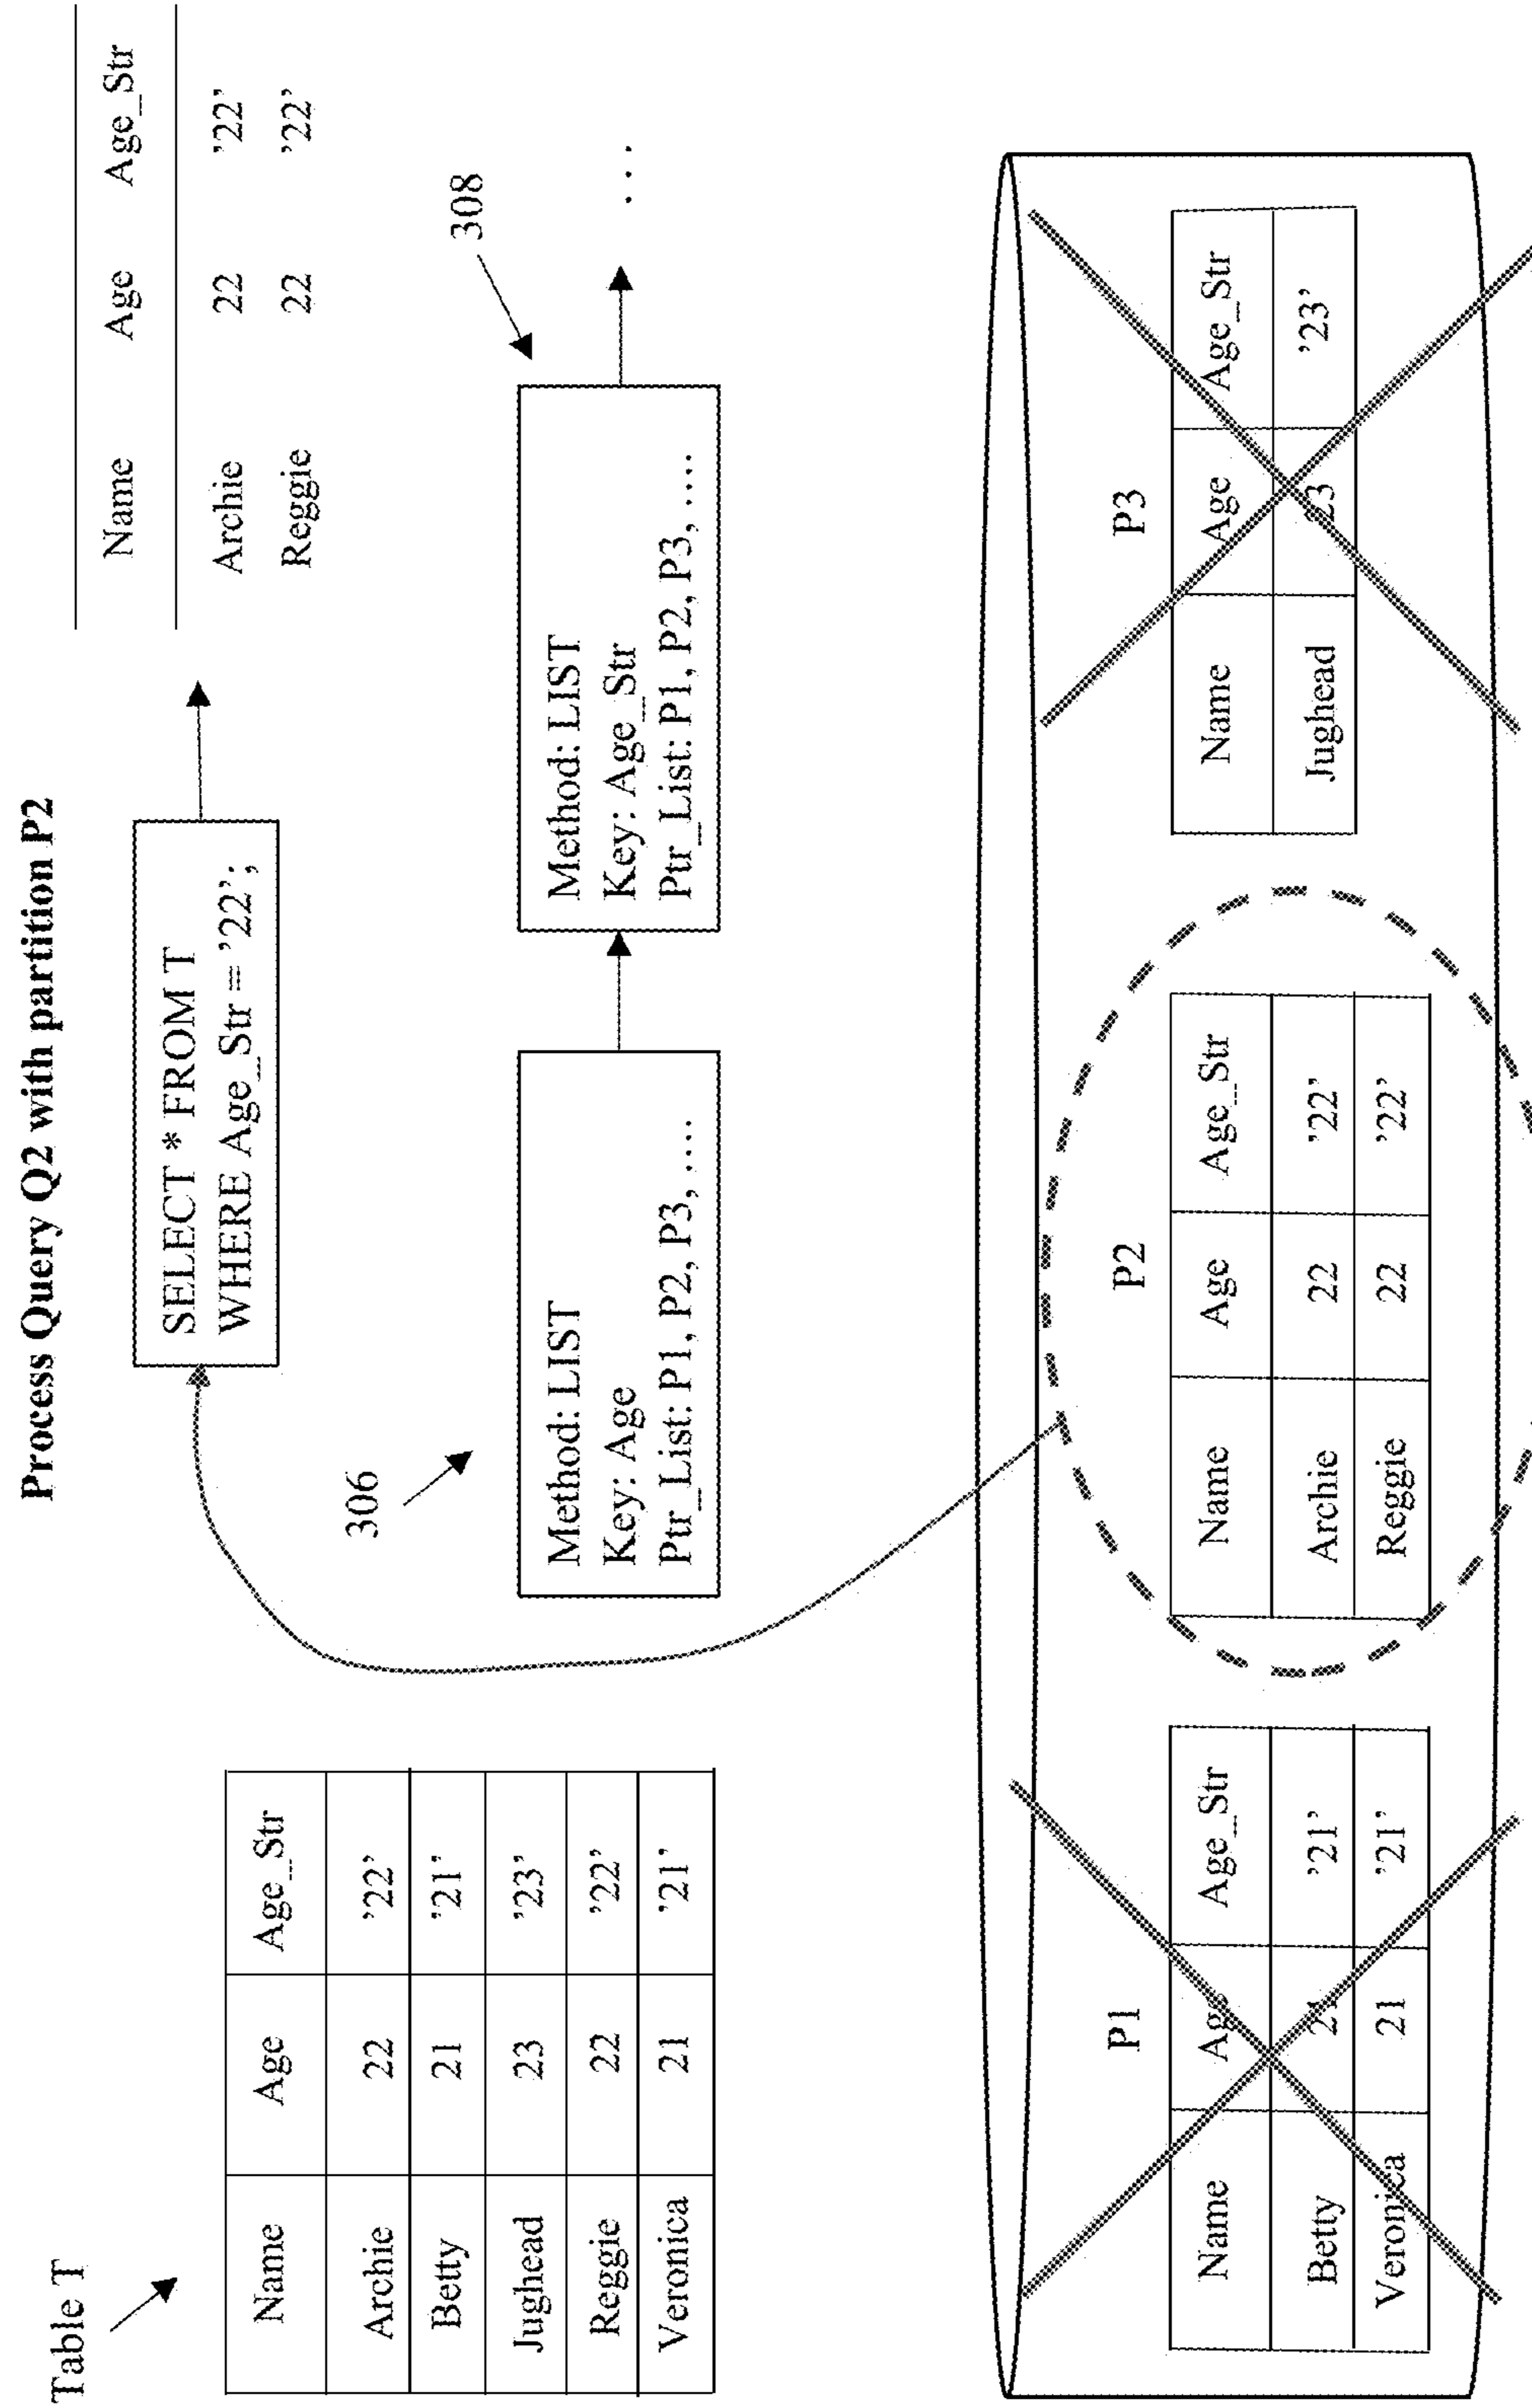 Process Query Q2 with partition P2
Table T
Name Age Age_Str
Archie 22 ’22’
Betty 21 ’21’
Jughead 23 ’23’
Reggie 22 ’22’
Veronica 21 ’21’
SELECT * FROM T
WHERE Age_Str = ’22’;
Name Age Age_Str
Archie 22 ’22’
Reggie 22 ’22’
306
Method: LIST
Key: Age
Ptr_List: P1, P2, P3, ....
308
Method: LIST
Key: Age_Str
Ptr_List: P1, P2, P3, ....
. . .
P1
Name Age Age_Str
Betty 21 ’21’
Veronica 21 ’21’
P2
Name Age Age_Str
Archie 22 ’22’
Reggie 22 ’22’
P3
Name Age Age_Str
Jughead 23 ’23’